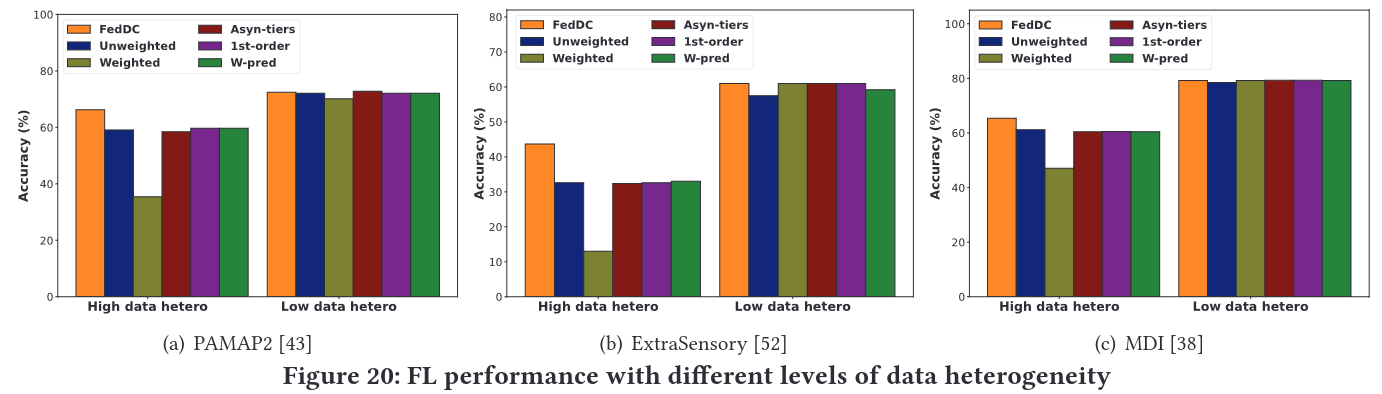 100
80
60
40
20
0
Accuracy (%)
FedDC
Unweighted
Weighted
Asyn-tiers
1st-order
W-pred
High data hetero
Low data hetero
(a) PAMAP2 [43]
80
70
60
50
40
30
20
10
0
Accuracy (%)
FedDC
Unweighted
Weighted
Asyn-tiers
1st-order
W-pred
High data hetero
Low data hetero
(b) ExtraSensory [52]
100
80
60
40
20
0
Accuracy (%)
FedDC
Unweighted
Weighted
Asyn-tiers
1st-order
W-pred
High data hetero
Low data hetero
(c) MDI [38]
Figure 20: FL performance with different levels of data heterogeneity